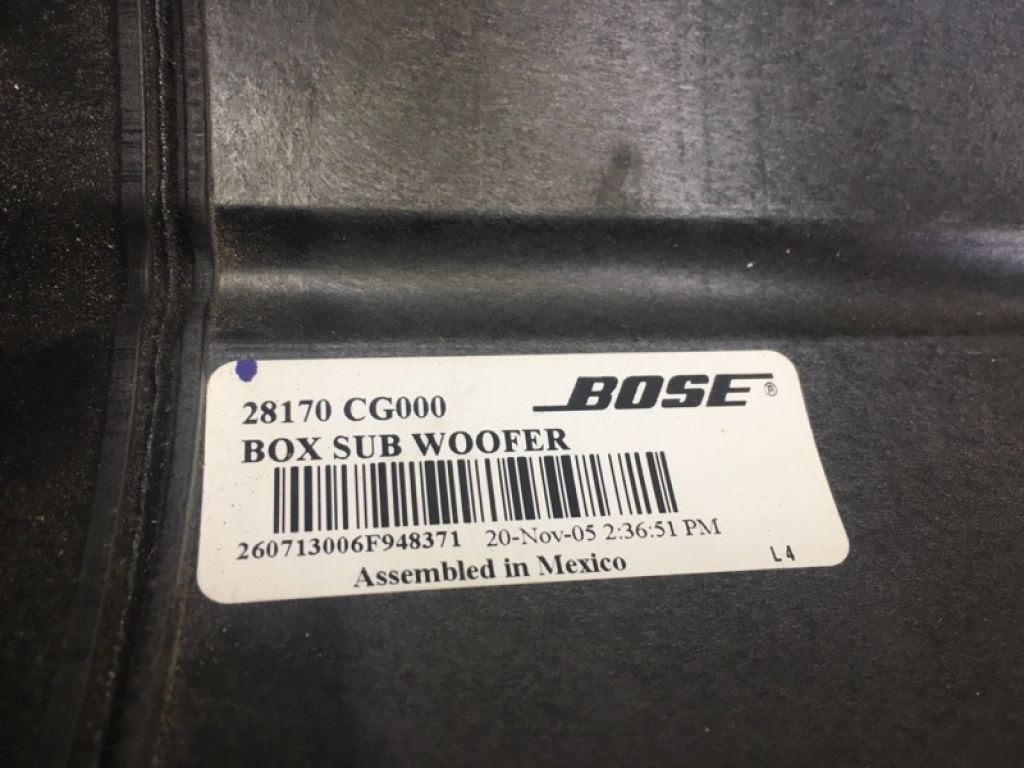 BOSE®
28170 CG000
BOX SUB WOOFER
260713006F948371 20-Nov-05 2:36:51 PM
Assembled in Mexico
L4